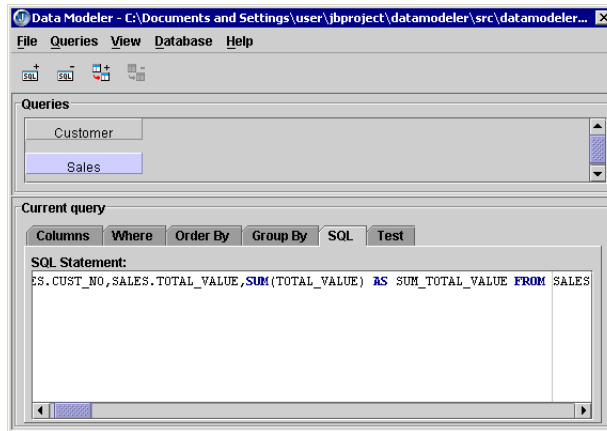 Data Modeler - C:\Documents and Settings\user\jbproject\datamodeler\src\datamodeler...
File Queries View Database Help
SQL SQL
Queries
Customer
Sales
Current query
Columns Where Order By Group By SQL Test
SQL Statement:
ES.CUST_NO,SALES.TOTAL_VALUE,SUM(TOTAL_VALUE) AS SUM_TOTAL_VALUE FROM SALES